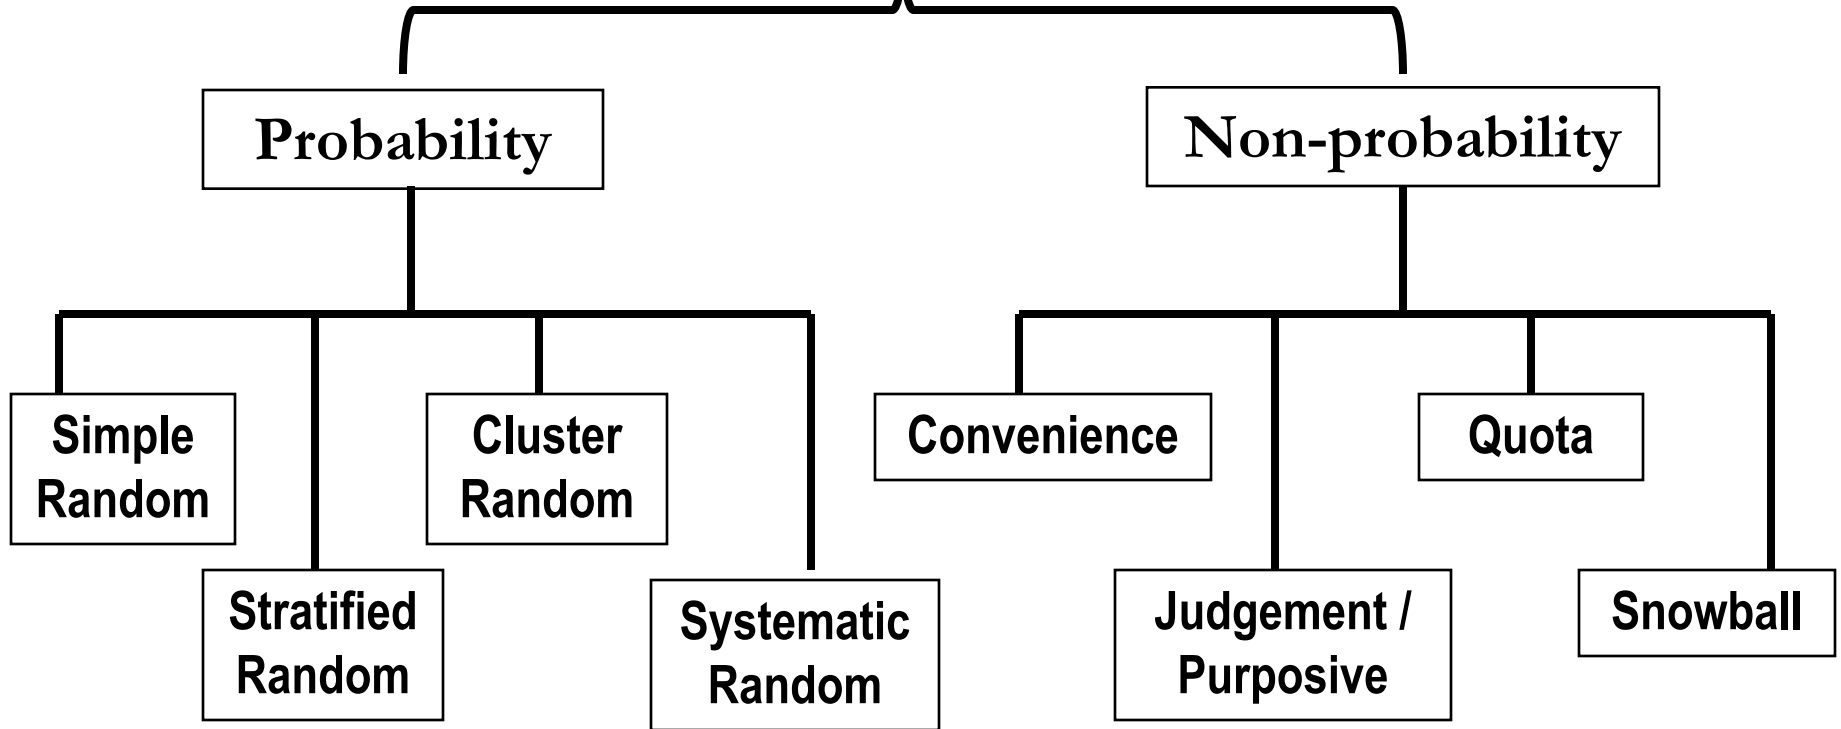 Probability
Non-probability
Simple
Random
Cluster
Random
Convenience
Quota
Stratified
Random
Systematic
Random
Judgement /
Purposive
Snowball